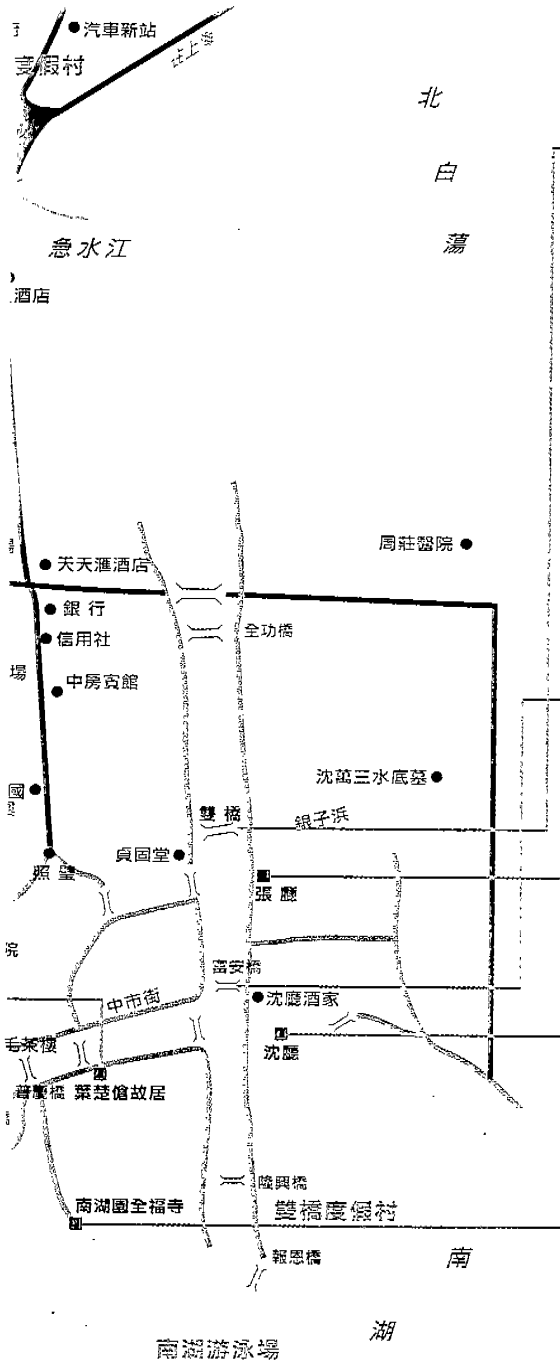 汽車新站
度假村
往上海
北
白
蕩
急水江
酒店
周莊醫院
天天滙酒店
銀行
全功橋
信用社
場
中房賓館
沈萬三水底墓
國
雙橋
銀子浜
貞固堂
照壁
張廳
院
富安橋
中市街
沈廳酒家
毛茶樓
沈廳
普慶橋
葉楚傖故居
隆興橋
南湖園全福寺
雙橋度假村
報恩橋
南
湖
南湖游泳場